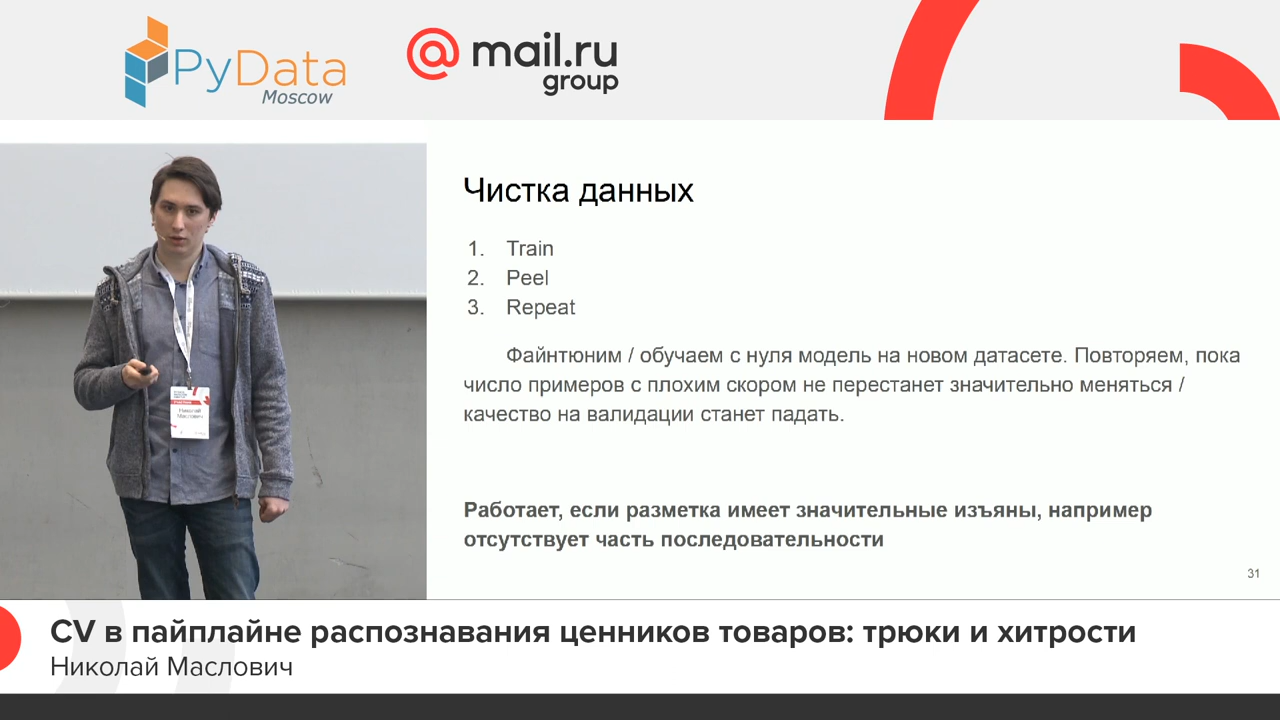 PyData
Moscow
@mail.ru
group
Чистка данных
1. Train
2. Peel
3. Repeat
Файнтюним / обучаем с нуля модель на новом датасете. Повторяем, пока
число примеров с плохим скором не перестанет значительно меняться /
качество на валидации станет падать.
Работает, если разметка имеет значительные изъяны, например
отсутствует часть последовательности
31
Николай
Маслович
CV в пайплайне распознавания ценников товаров: трюки и хитрости
Николай Маслович